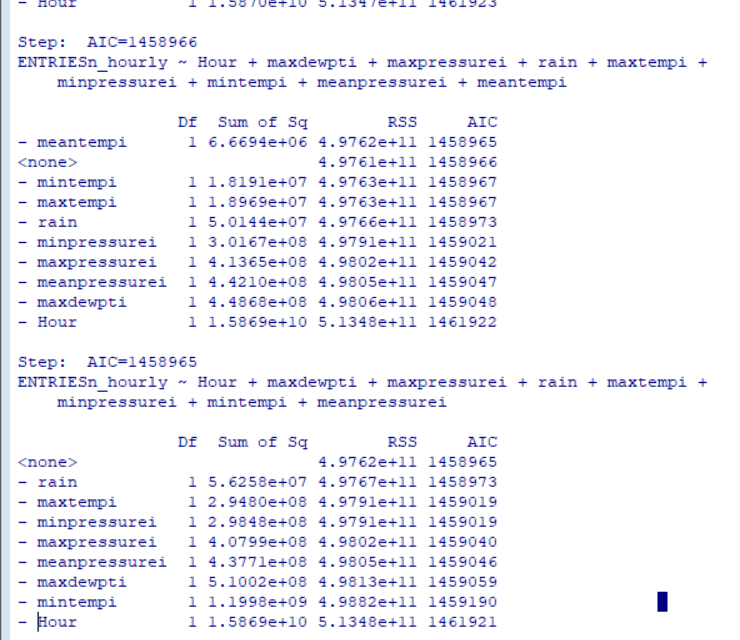 - Hour 1 1.5870e+10 5.1347e+11 1461923
Step: AIC=1458966
ENTRIESn_hourly ~ Hour + maxdewpti + maxpressurei + rain + maxtempi +
minpressurei + mintempi + meanpressurei + meantempi
Df Sum of Sq RSS AIC
- meantempi 1 6.6694e+06 4.9762e+11 1458965
<none> 4.9761e+11 1458966
- mintempi 1 1.8191e+07 4.9763e+11 1458967
- maxtempi 1 1.8969e+07 4.9763e+11 1458967
- rain 1 5.0144e+07 4.9766e+11 1458973
- minpressurei 1 3.0167e+08 4.9791e+11 1459021
- maxpressurei 1 4.1365e+08 4.9802e+11 1459042
- meanpressurei 1 4.4210e+08 4.9805e+11 1459047
- maxdewpti 1 4.4868e+08 4.9806e+11 1459048
- Hour 1 1.5869e+10 5.1348e+11 1461922
Step: AIC=1458965
ENTRIESn_hourly ~ Hour + maxdewpti + maxpressurei + rain + maxtempi +
minpressurei + mintempi + meanpressurei
Df Sum of Sq RSS AIC
<none> 4.9762e+11 1458965
- rain 1 5.6258e+07 4.9767e+11 1458973
- maxtempi 1 2.9480e+08 4.9791e+11 1459019
- minpressurei 1 2.9848e+08 4.9791e+11 1459019
- maxpressurei 1 4.0799e+08 4.9802e+11 1459040
- meanpressurei 1 4.3771e+08 4.9805e+11 1459046
- maxdewpti 1 5.1002e+08 4.9813e+11 1459059
- mintempi 1 1.1998e+09 4.9882e+11 1459190
- Hour 1 1.5869e+10 5.1348e+11 1461921